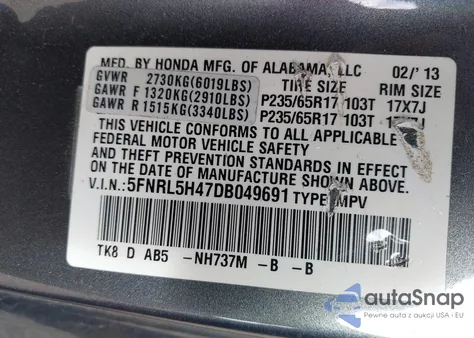 MFD. BY HONDA MFG. OF ALABAMA, LLC 02/'13
GVWR 2730KG(6019LBS) TIRE SIZE RIM SIZE
GAWR F 1320KG(2910LBS) P235/65R17 103T 17X7J
GAWR R 1515KG(3340LBS) P235/65R17 103T 17X7J
THIS VEHICLE CONFORMS TO ALL APPLICABLE
FEDERAL MOTOR VEHICLE SAFETY
AND THEFT PREVENTION STANDARDS IN EFFECT
ON THE DATE OF MANUFACTURE SHOWN
ABOVE.
V.I.N.: 5FNRL5H47DB049691 TYPE: MPV
TK8 D AB5 -NH737M -B -B
autaSnap
Pewne auta z aukcji USA i EU